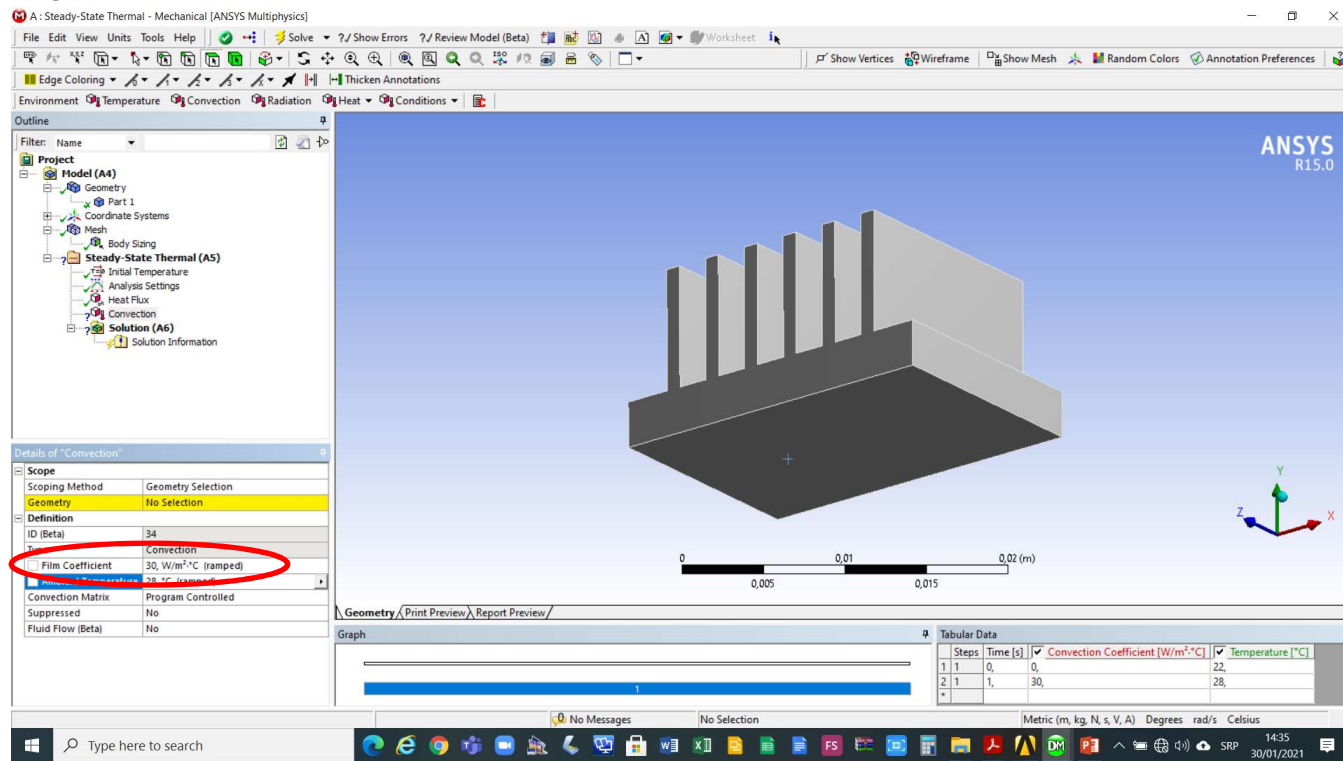 A : Steady-State Thermal - Mechanical [ANSYS Multiphysics]
File Edit View Units Tools Help Solve ?✓ Show Errors ?✓ Review Model (Beta) A Worksheet
Show Vertices Wireframe Show Mesh Random Colors Annotation Preferences
Edge Coloring Thicken Annotations
Environment Temperature Convection Radiation Heat Conditions
Outline
Filter: Name
Project
Model (A4)
Geometry
Part 1
Coordinate Systems
Mesh
Body Sizing
Steady-State Thermal (A5)
Initial Temperature
Analysis Settings
Heat Flux
Convection
Solution (A6)
Solution Information
ANSYS
R15.0
Details of "Convection"
Scope
Scoping Method Geometry Selection
Geometry No Selection
Definition
ID (Beta) 34
Convection
Film Coefficient 30, W/m²·°C (ramped)
Convection Matrix Program Controlled
Suppressed No
Fluid Flow (Beta) No
Y
Z X
0 0,01 0,02 (m)
0,005 0,015
Geometry Print Preview Report Preview
Graph
1
Tabular Data
Steps Time [s] Convection Coefficient [W/m²·°C] Temperature [°C]
1 1 0, 0, 22,
2 1 1, 30, 28,
*
0 No Messages No Selection Metric (m, kg, N, s, V, A) Degrees rad/s Celsius
Type here to search FS DM SRP 14:35
30/01/2021